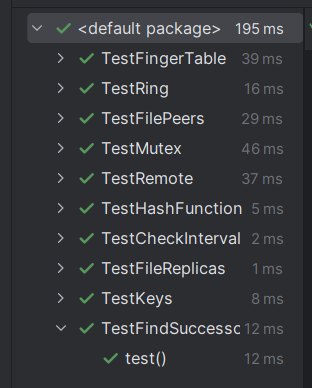 <default package> 195 ms
TestFingerTable 39 ms
TestRing 16 ms
TestFilePeers 29 ms
TestMutex 46 ms
TestRemote 37 ms
TestHashFunction 5 ms
TestCheckInterval 2 ms
TestFileReplicas 1 ms
TestKeys 8 ms
TestFindSuccessc 12 ms
test() 12 ms